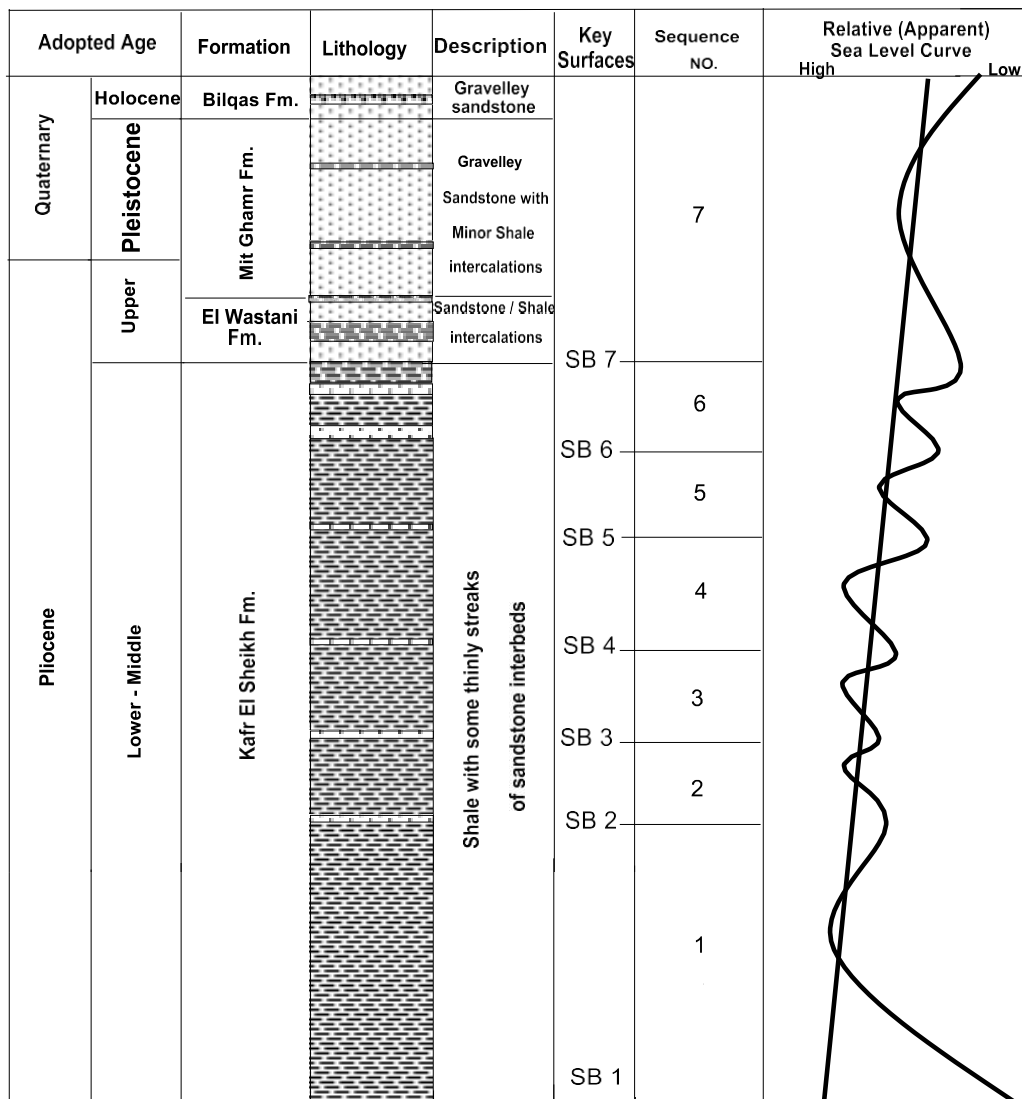 Adopted Age
Formation
Lithology
Description
Key
Surfaces
Sequence
NO.
Relative (Apparent)
Sea Level Curve
High
Low
Quaternary
Holocene
Bilqas Fm.
Gravelley
sandstone
Pleistocene
Mit Ghamr Fm.
Gravelley
Sandstone with
Minor Shale
intercalations
7
Pliocene
Upper
El Wastani
Fm.
Sandstone / Shale
intercalations
SB 7
Lower - Middle
Kafr El Sheikh Fm.
Shale with some thinly streaks
of sandstone interbeds
6
SB 6
5
SB 5
4
SB 4
3
SB 3
2
SB 2
1
SB 1